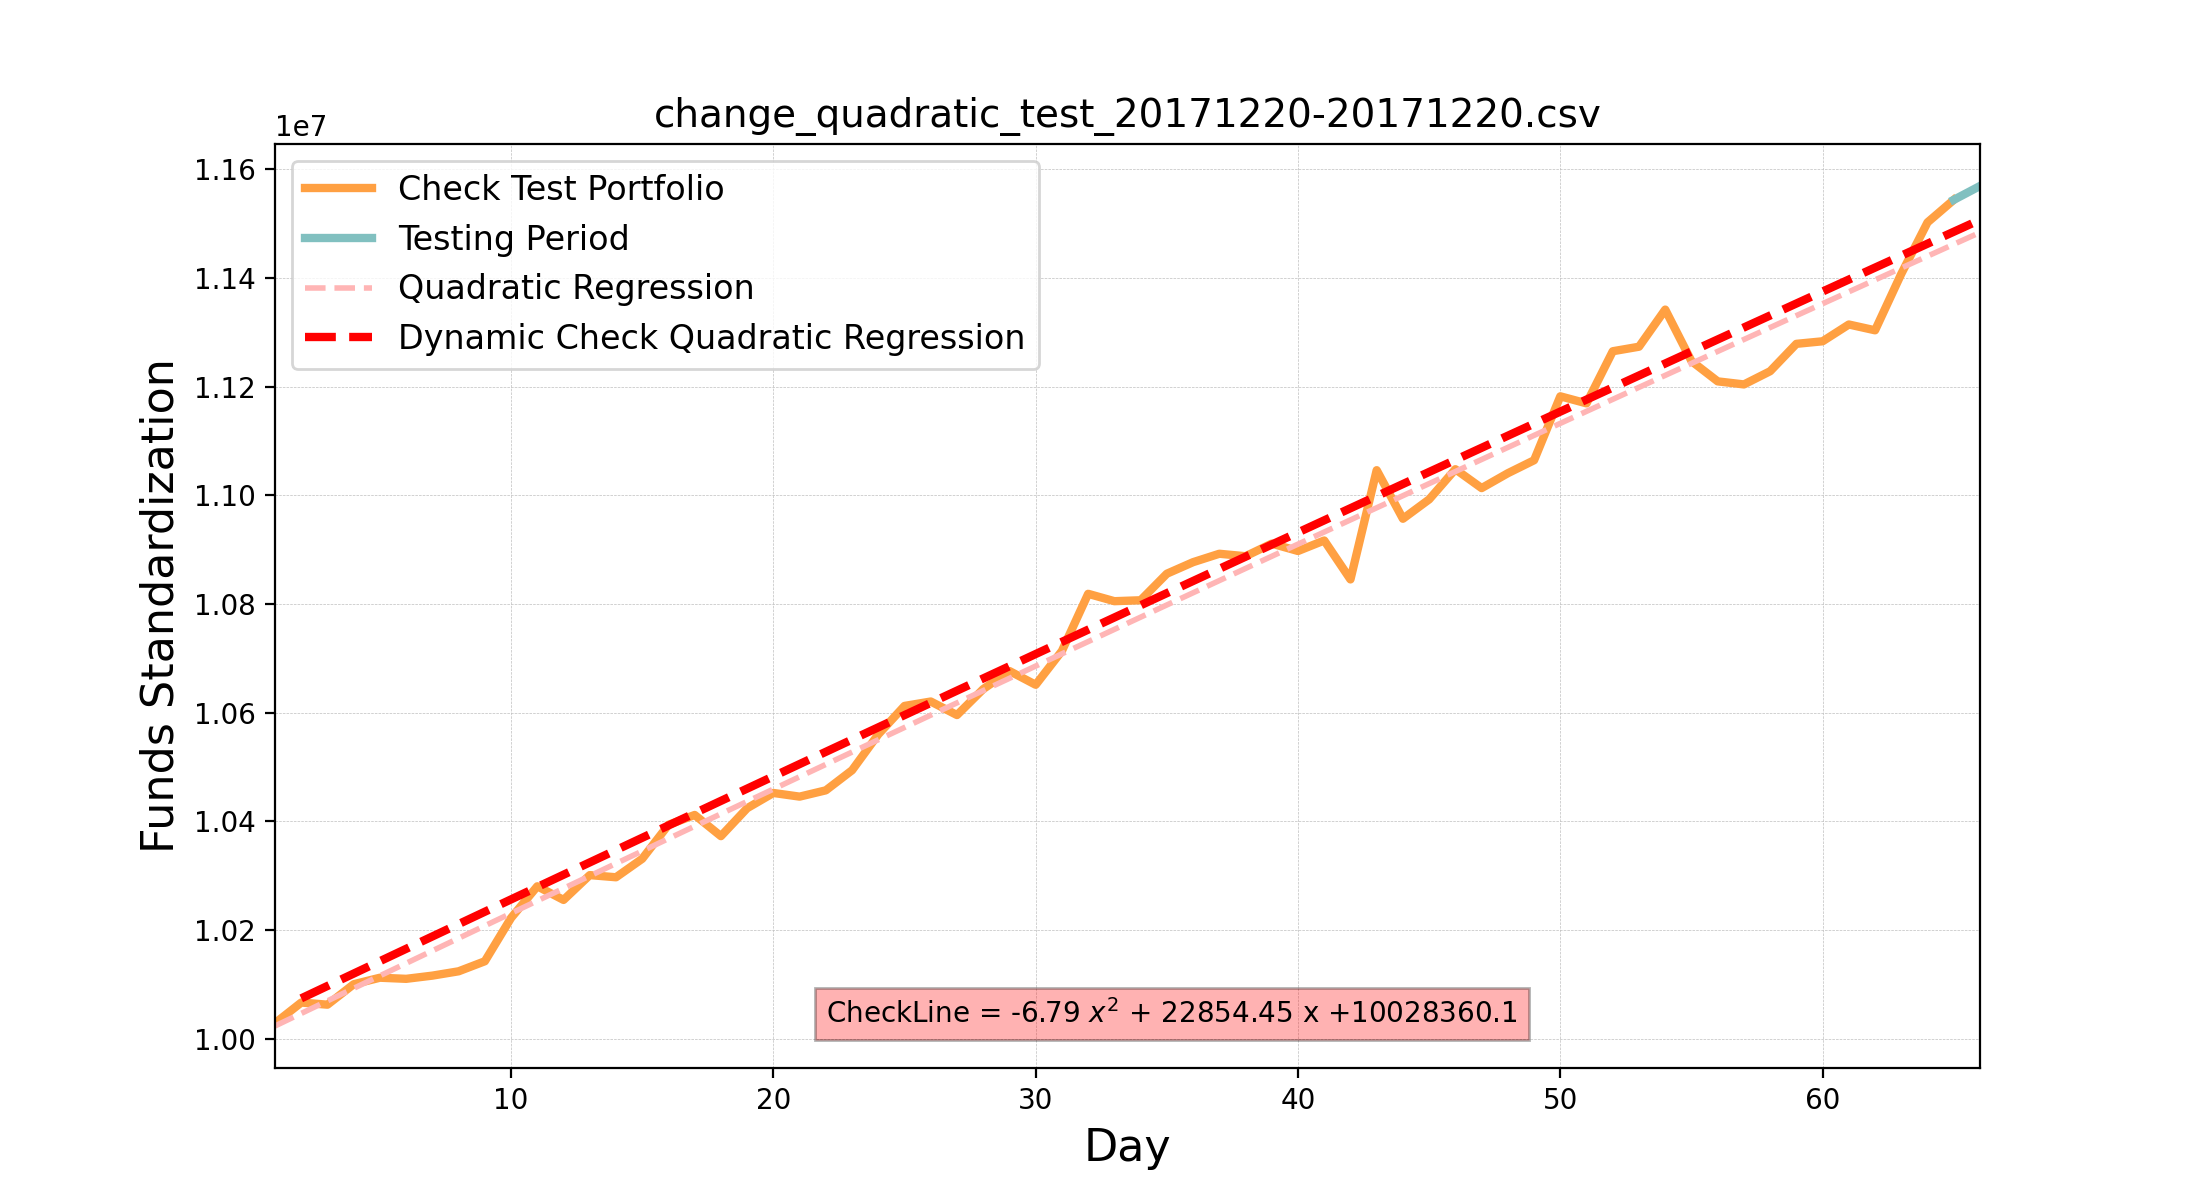 change_quadratic_test_20171220-20171220.csv
1e7
Check Test Portfolio
Testing Period
Quadratic Regression
Dynamic Check Quadratic Regression
1.16
1.14
1.12
1.10
1.08
1.06
1.04
1.02
1.00
Funds Standardization
CheckLine = -6.79 x² + 22854.45 x +10028360.1
10 20 30 40 50 60
Day